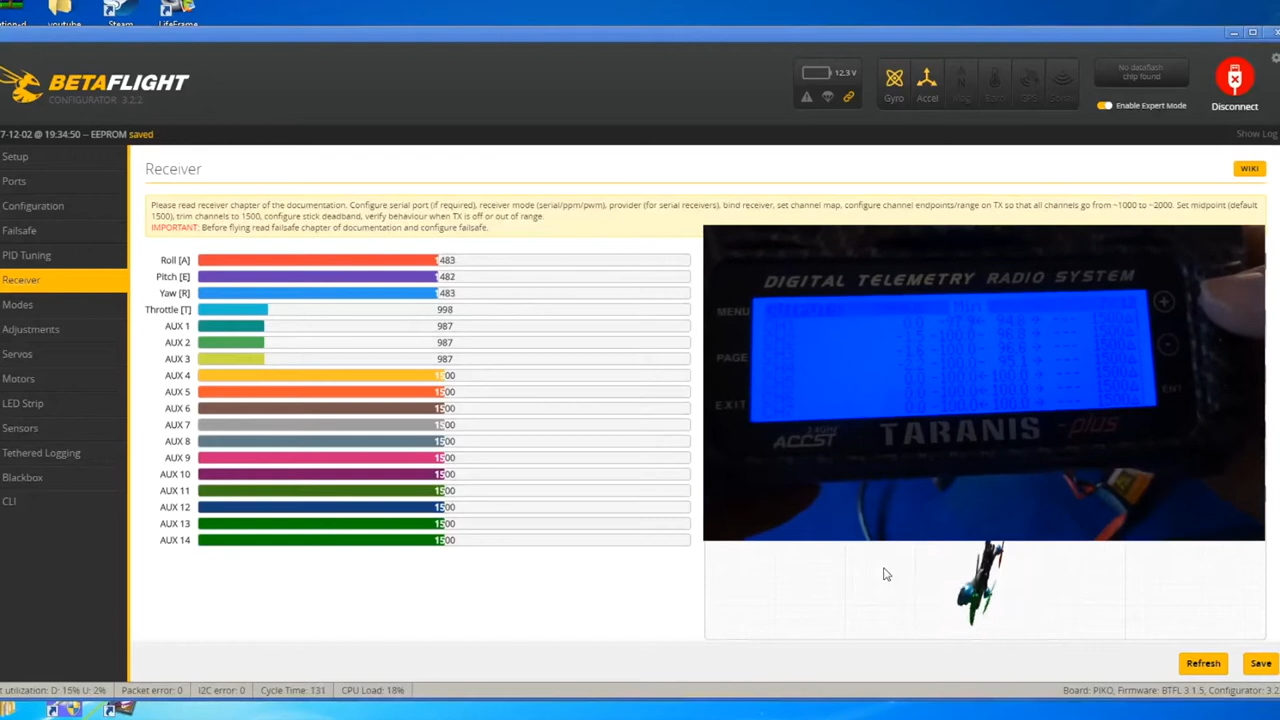 youtube
Steam
LifeFrame
BETAFLIGHT
CONFIGURATOR 3.2.2
12.3 V
Gyro
Accel
No dataflash
chip found
Enable Expert Mode
Disconnect
7-12-02 @ 19:34:50 -- EEPROM saved
Show Log
Setup
Ports
Configuration
Failsafe
PID Tuning
Receiver
Modes
Adjustments
Servos
Motors
LED Strip
Sensors
Tethered Logging
Blackbox
CLI
Receiver
WIKI
Please read receiver chapter of the documentation. Configure serial port (if required), receiver mode (serial/ppm/pwm), provider (for serial receivers), bind receiver, set channel map, configure channel endpoints/range on TX so that all channels go from ~1000 to ~2000. Set midpoint (default
1500), trim channels to 1500, configure stick deadband, verify behaviour when TX is off or out of range.
IMPORTANT: Before flying read failsafe chapter of documentation and configure failsafe.
Roll [A] 1483
Pitch [E] 1482
Yaw [R] 1483
Throttle [T] 998
AUX 1 987
AUX 2 987
AUX 3 987
AUX 4 1500
AUX 5 1500
AUX 6 1500
AUX 7 1500
AUX 8 1500
AUX 9 1500
AUX 10 1500
AUX 11 1500
AUX 12 1500
AUX 13 1500
AUX 14 1500
DIGITAL TELEMETRY RADIO SYSTEM
MENU
PAGE
EXIT
ENT
Min
ACCST
TARANIS -plus
Refresh
Save
t utilization: D: 15% U: 2%
Packet error: 0
I2C error: 0
Cycle Time: 131
CPU Load: 18%
Board: PIKO, Firmware: BTFL 3.1.5, Configurator: 3.2